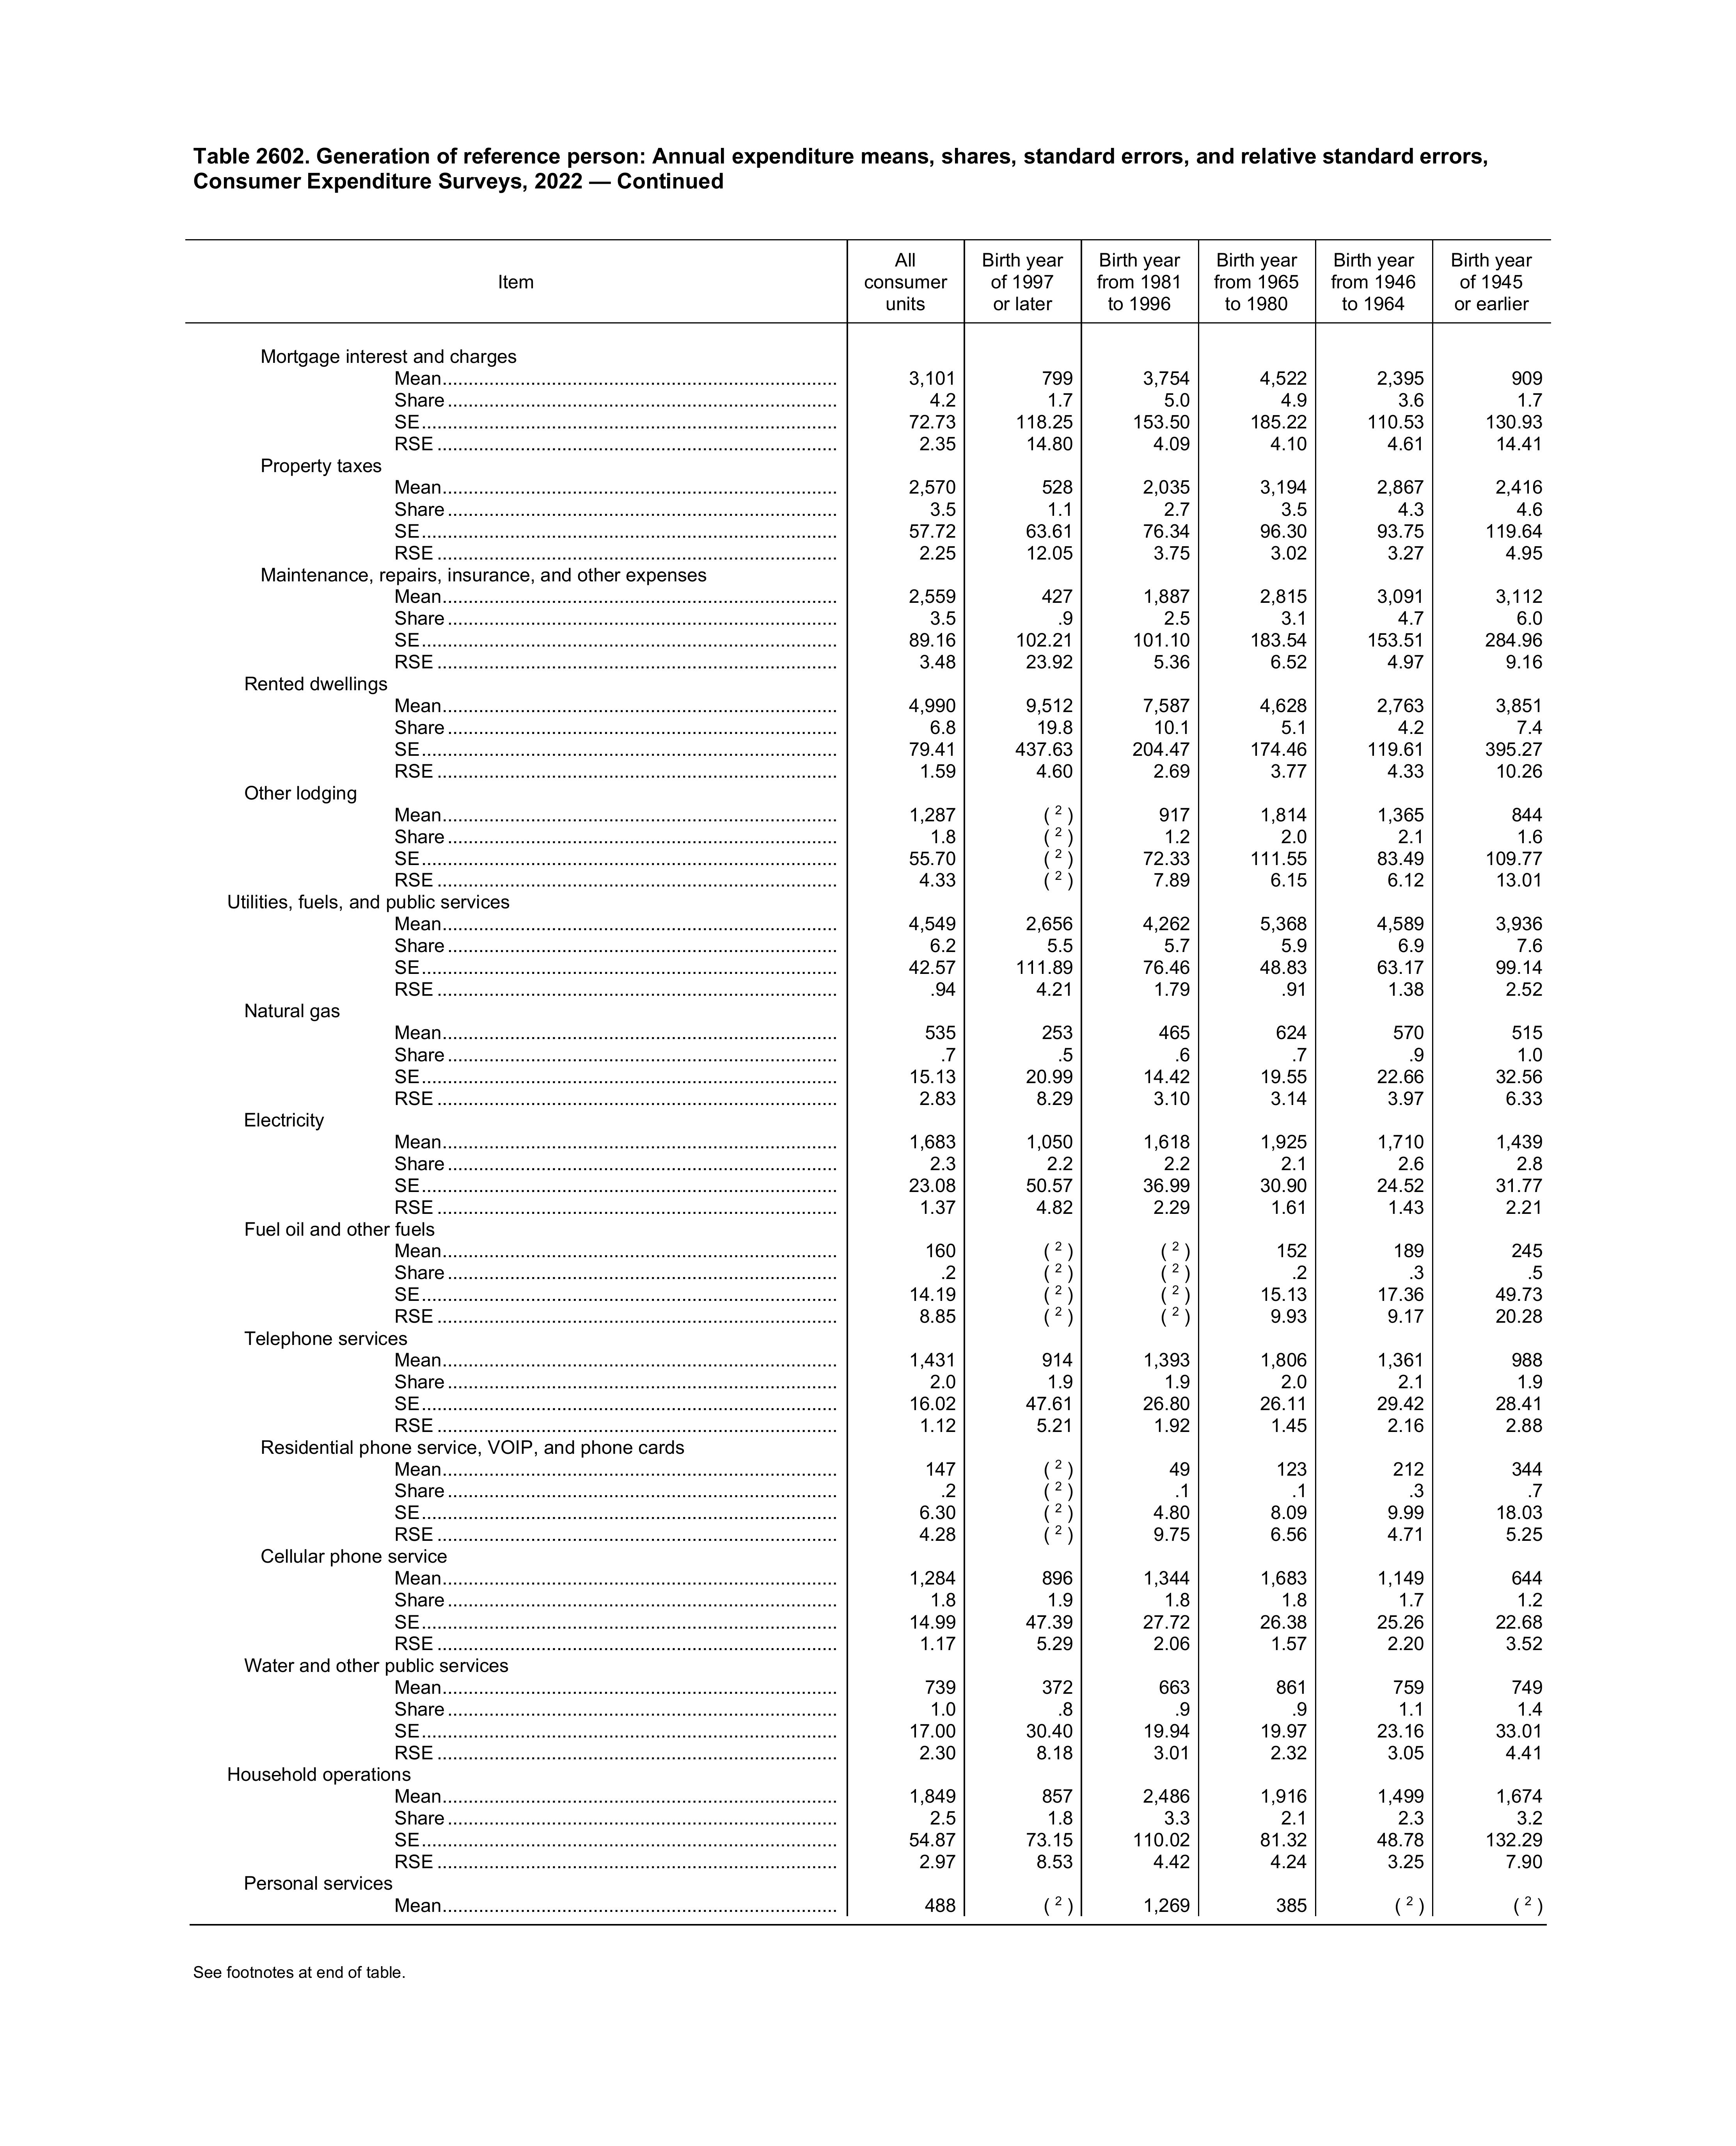 Table 2602. Generation of reference person: Annual expenditure means, shares, standard errors, and relative standard errors,
Consumer Expenditure Surveys, 2022 — Continued
Item
All consumer units
Birth year of 1997 or later
Birth year from 1981 to 1996
Birth year from 1965 to 1980
Birth year from 1946 to 1964
Birth year of 1945 or earlier
Mortgage interest and charges
Mean 3,101 799 3,754 4,522 2,395 909
Share 4.2 1.7 5.0 4.9 3.6 1.7
SE 72.73 118.25 153.50 185.22 110.53 130.93
RSE 2.35 14.80 4.09 4.10 4.61 14.41
Property taxes
Mean 2,570 528 2,035 3,194 2,867 2,416
Share 3.5 1.1 2.7 3.5 4.3 4.6
SE 57.72 63.61 76.34 96.30 93.75 119.64
RSE 2.25 12.05 3.75 3.02 3.27 4.95
Maintenance, repairs, insurance, and other expenses
Mean 2,559 427 1,887 2,815 3,091 3,112
Share 3.5 .9 2.5 3.1 4.7 6.0
SE 89.16 102.21 101.10 183.54 153.51 284.96
RSE 3.48 23.92 5.36 6.52 4.97 9.16
Rented dwellings
Mean 4,990 9,512 7,587 4,628 2,763 3,851
Share 6.8 19.8 10.1 5.1 4.2 7.4
SE 79.41 437.63 204.47 174.46 119.61 395.27
RSE 1.59 4.60 2.69 3.77 4.33 10.26
Other lodging
Mean 1,287 ( 2 ) 917 1,814 1,365 844
Share 1.8 ( 2 ) 1.2 2.0 2.1 1.6
SE 55.70 ( 2 ) 72.33 111.55 83.49 109.77
RSE 4.33 ( 2 ) 7.89 6.15 6.12 13.01
Utilities, fuels, and public services
Mean 4,549 2,656 4,262 5,368 4,589 3,936
Share 6.2 5.5 5.7 5.9 6.9 7.6
SE 42.57 111.89 76.46 48.83 63.17 99.14
RSE .94 4.21 1.79 .91 1.38 2.52
Natural gas
Mean 535 253 465 624 570 515
Share .7 .5 .6 .7 .9 1.0
SE 15.13 20.99 14.42 19.55 22.66 32.56
RSE 2.83 8.29 3.10 3.14 3.97 6.33
Electricity
Mean 1,683 1,050 1,618 1,925 1,710 1,439
Share 2.3 2.2 2.2 2.1 2.6 2.8
SE 23.08 50.57 36.99 30.90 24.52 31.77
RSE 1.37 4.82 2.29 1.61 1.43 2.21
Fuel oil and other fuels
Mean 160 ( 2 ) ( 2 ) 152 189 245
Share .2 ( 2 ) ( 2 ) .2 .3 .5
SE 14.19 ( 2 ) ( 2 ) 15.13 17.36 49.73
RSE 8.85 ( 2 ) ( 2 ) 9.93 9.17 20.28
Telephone services
Mean 1,431 914 1,393 1,806 1,361 988
Share 2.0 1.9 1.9 2.0 2.1 1.9
SE 16.02 47.61 26.80 26.11 29.42 28.41
RSE 1.12 5.21 1.92 1.45 2.16 2.88
Residential phone service, VOIP, and phone cards
Mean 147 ( 2 ) 49 123 212 344
Share .2 ( 2 ) .1 .1 .3 .7
SE 6.30 ( 2 ) 4.80 8.09 9.99 18.03
RSE 4.28 ( 2 ) 9.75 6.56 4.71 5.25
Cellular phone service
Mean 1,284 896 1,344 1,683 1,149 644
Share 1.8 1.9 1.8 1.8 1.7 1.2
SE 14.99 47.39 27.72 26.38 25.26 22.68
RSE 1.17 5.29 2.06 1.57 2.20 3.52
Water and other public services
Mean 739 372 663 861 759 749
Share 1.0 .8 .9 .9 1.1 1.4
SE 17.00 30.40 19.94 19.97 23.16 33.01
RSE 2.30 8.18 3.01 2.32 3.05 4.41
Household operations
Mean 1,849 857 2,486 1,916 1,499 1,674
Share 2.5 1.8 3.3 2.1 2.3 3.2
SE 54.87 73.15 110.02 81.32 48.78 132.29
RSE 2.97 8.53 4.42 4.24 3.25 7.90
Personal services
Mean 488 ( 2 ) 1,269 385 ( 2 ) ( 2 )
See footnotes at end of table.